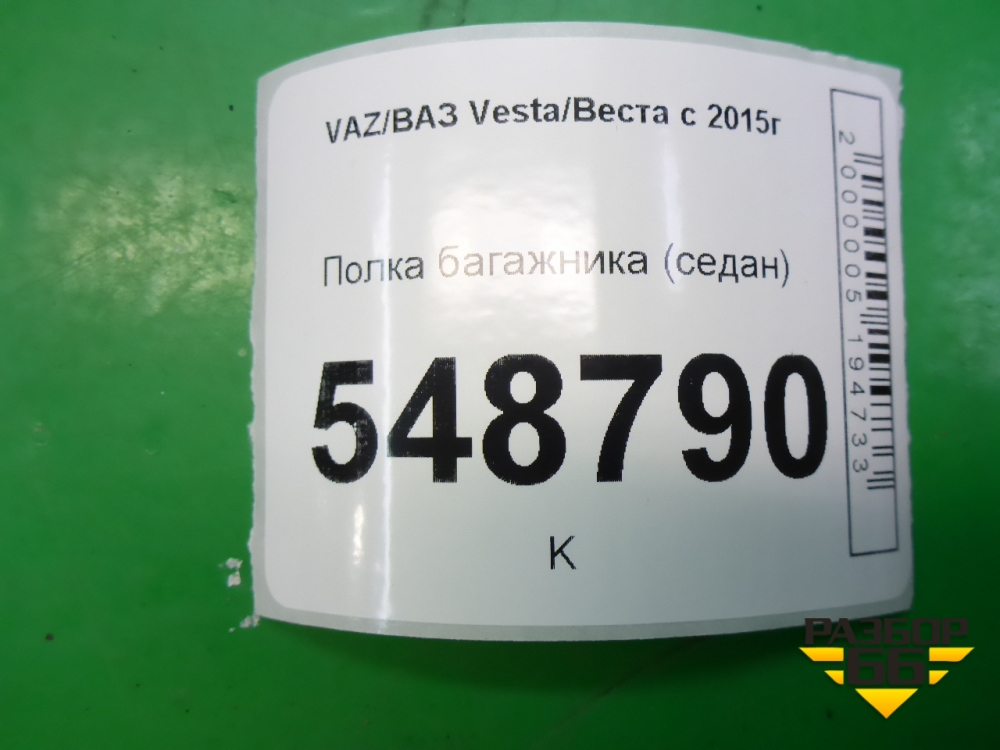 VAZ/ВАЗ Vesta/Веста с 2015г
Полка багажника (седан)
548790
К
2000005194733
РАЗБОР
66